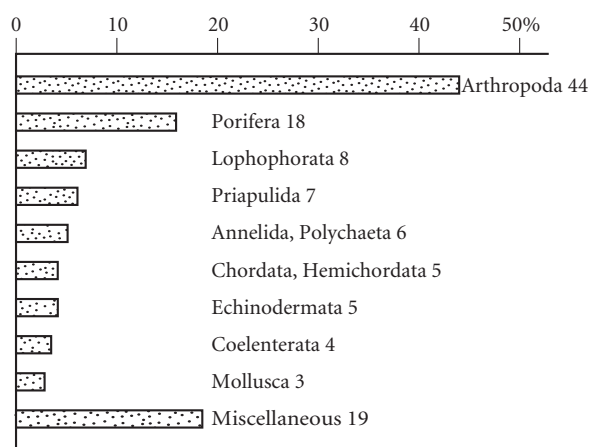 0 10 20 30 40 50%
Arthropoda 44
Porifera 18
Lophophorata 8
Priapulida 7
Annelida, Polychaeta 6
Chordata, Hemichordata 5
Echinodermata 5
Coelenterata 4
Mollusca 3
Miscellaneous 19